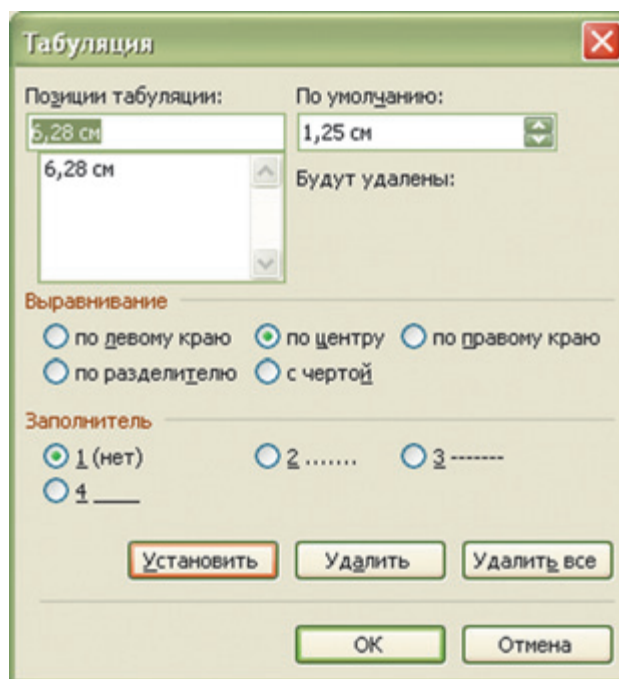 Табуляция
Позиции табуляции: По умолчанию:
6,28 см 1,25 см
6,28 см Будут удалены:
Выравнивание
по левому краю по центру по правому краю
по разделителю с чертой
Заполнитель
1 (нет) 2 ....... 3 -------
4 ____
Установить Удалить Удалить все
ОК Отмена